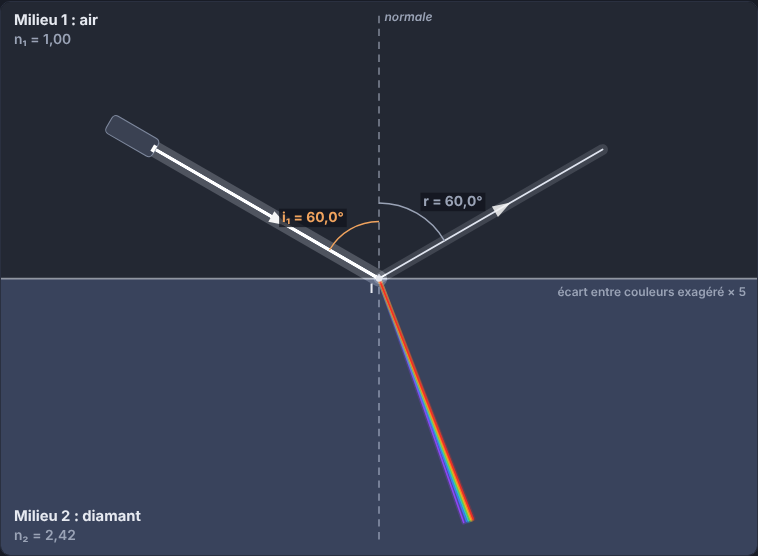 Milieu 1 : air
n₁ = 1,00
normale
r = 60,0°
i₁ = 60,0°
I
écart entre couleurs exagéré × 5
Milieu 2 : diamant
n₂ = 2,42